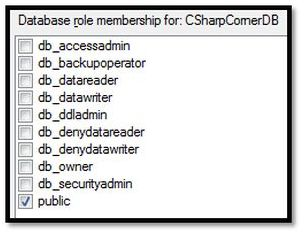 Database role membership for: CSharpCornerDB
db_accessadmin
db_backupoperator
db_datareader
db_datawriter
db_ddladmin
db_denydatareader
db_denydatawriter
db_owner
db_securityadmin
public